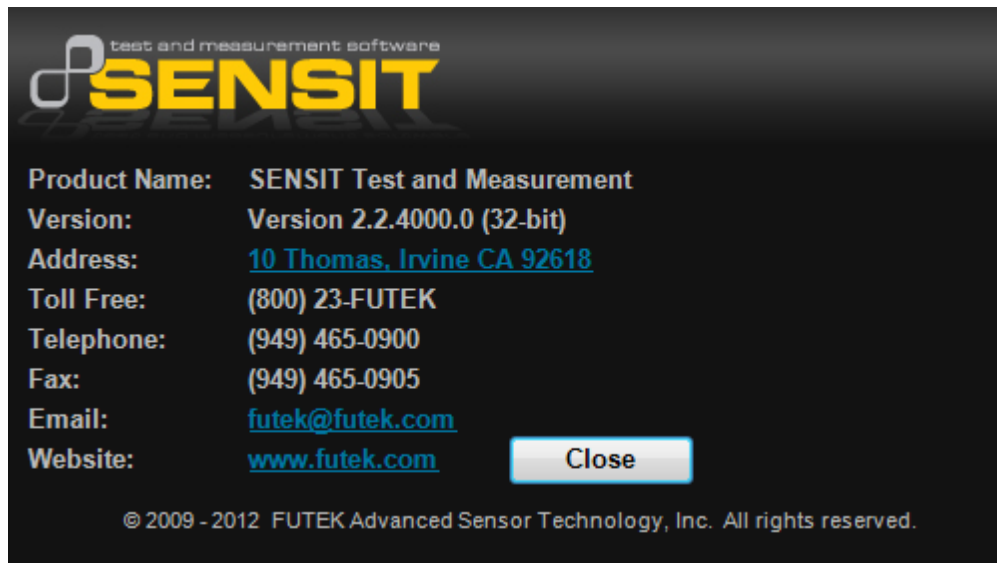 test and measurement software
SENSIT
Product Name: SENSIT Test and Measurement
Version: Version 2.2.4000.0 (32-bit)
Address: 10 Thomas, Irvine CA 92618
Toll Free: (800) 23-FUTEK
Telephone: (949) 465-0900
Fax: (949) 465-0905
Email: futek@futek.com
Website: www.futek.com Close
© 2009 - 2012 FUTEK Advanced Sensor Technology, Inc. All rights reserved.